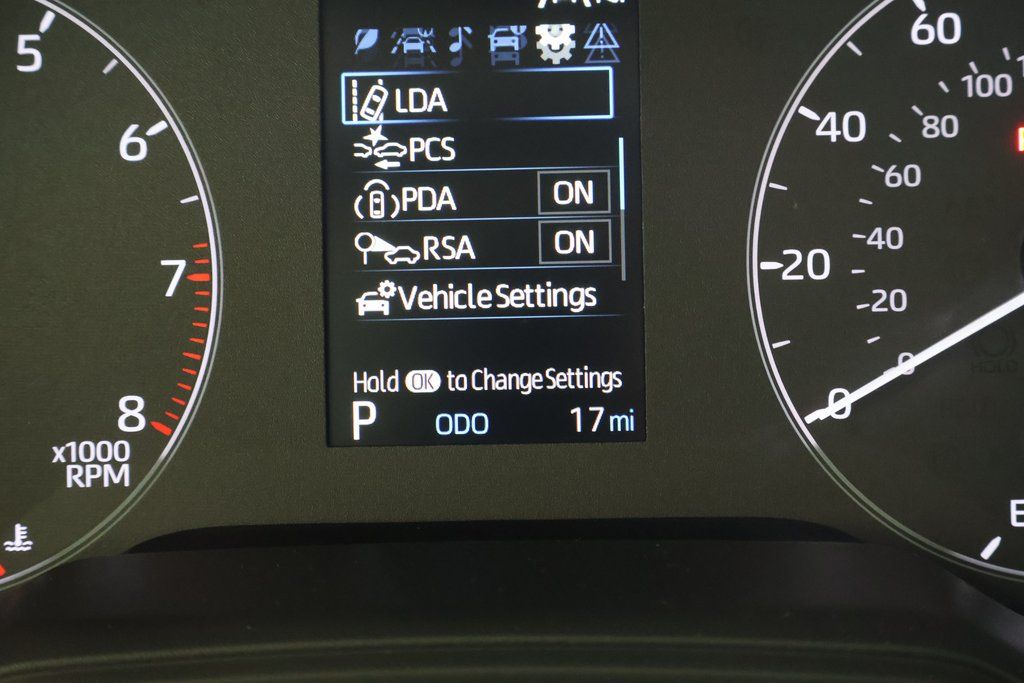 5
6
7
8
x1000
RPM
LDA
PCS
PDA ON
RSA ON
Vehicle Settings
Hold OK to Change Settings
P ODO 17 mi
60
40
20
0
100
80
60
40
20
0
HOLD
E